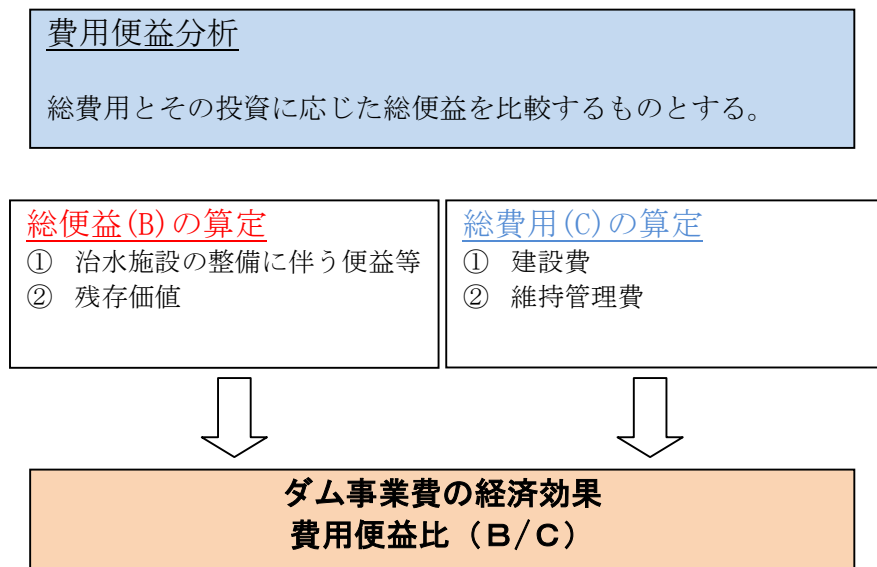 費用便益分析
総費用とその投資に応じた総便益を比較するものとする。
総便益(B)の算定
① 治水施設の整備に伴う便益等
② 残存価値
総費用(C)の算定
① 建設費
② 維持管理費
ダム事業費の経済効果
費用便益比（Ｂ/Ｃ）